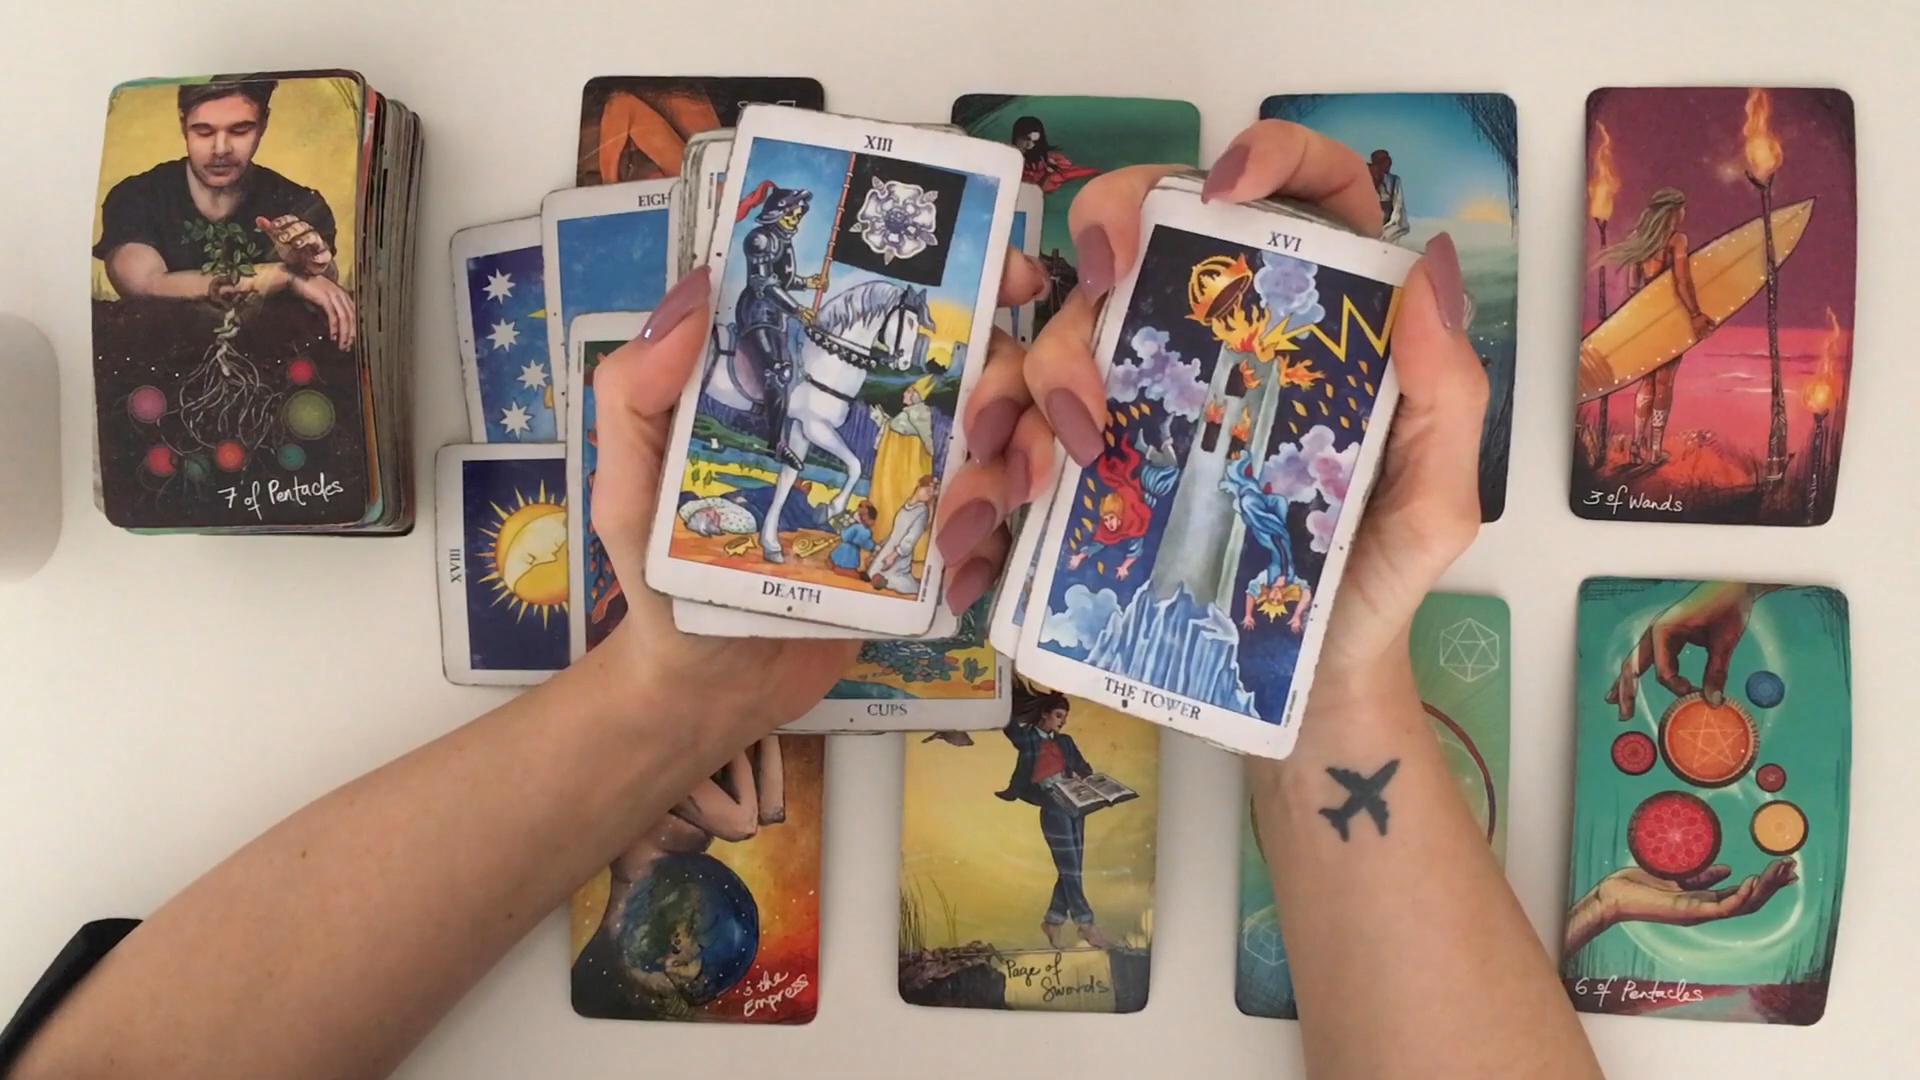 7 of Pentacles
EIGH
XVIII
XIII
DEATH
CUPS
XVI
THE TOWER
3 of Wands
3 the
Empress
Page of
Swords
6 of Pentacles